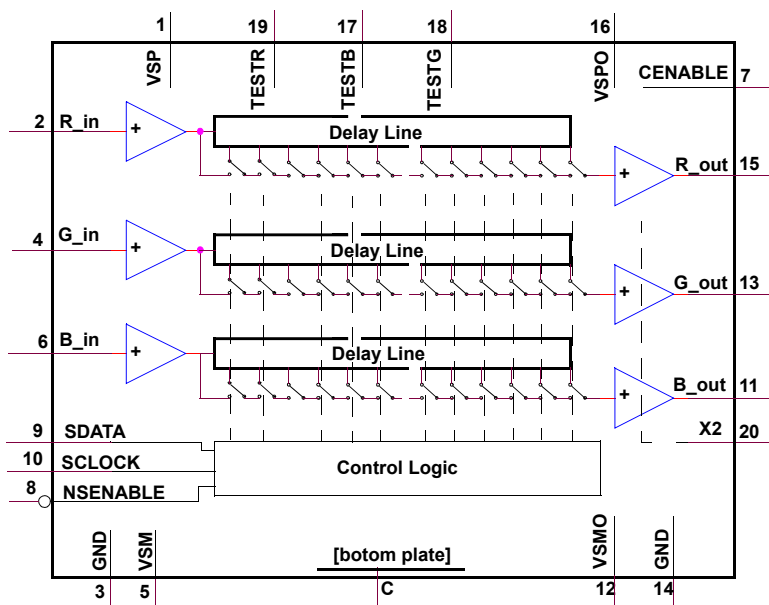 1 19 17 18 16
VSP TESTR TESTB TESTG VSPO
CENABLE 7
2 R_in + Delay Line
+ R_out 15
4 G_in + Delay Line
+ G_out 13
6 B_in + Delay Line
+ B_out 11
9 SDATA X2 20
10 SCLOCK Control Logic
8 NSENABLE
GND VSM [botom plate] VSMO GND
3 5 C 12 14